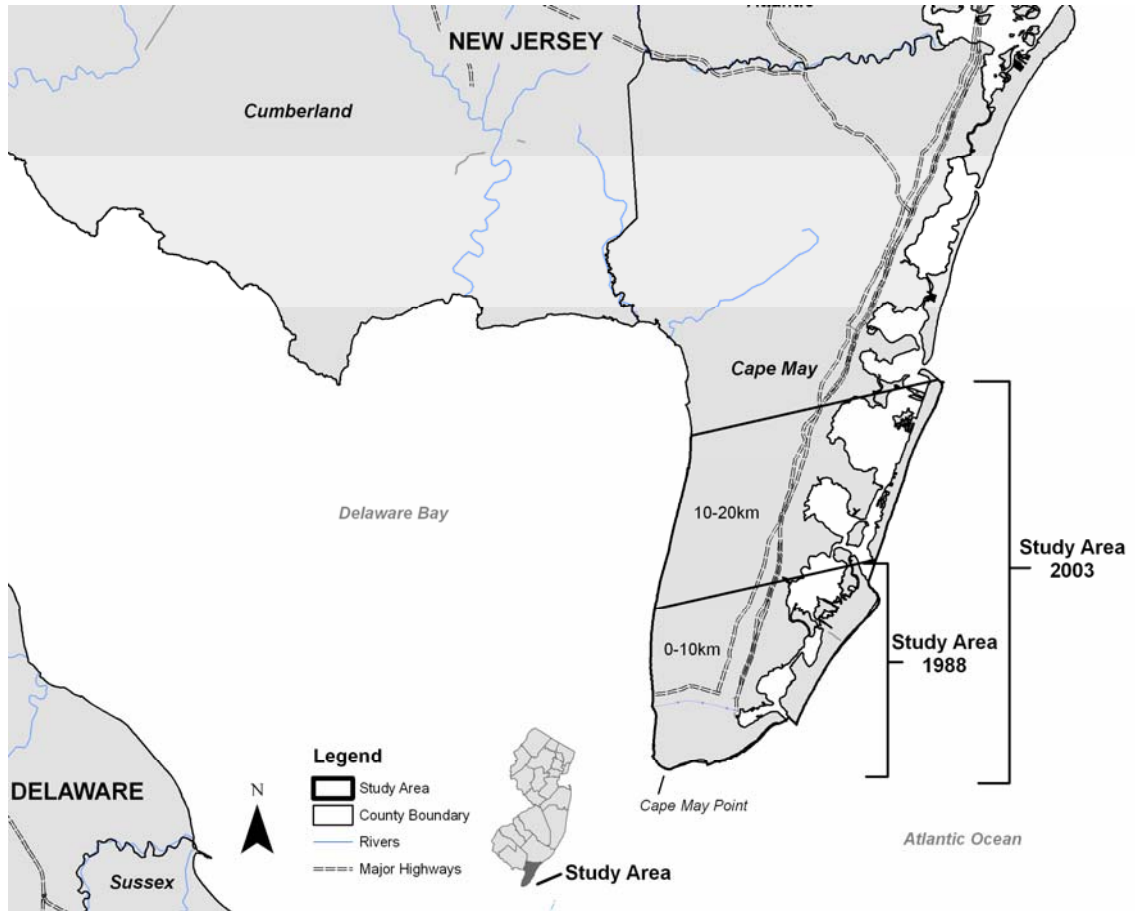 NEW JERSEY
Cumberland
Cape May
Delaware Bay
10-20km
Study Area
2003
0-10km
Study Area
1988
Legend
Study Area
County Boundary
Rivers
Major Highways
N
DELAWARE
Sussex
Cape May Point
Atlantic Ocean
Study Area